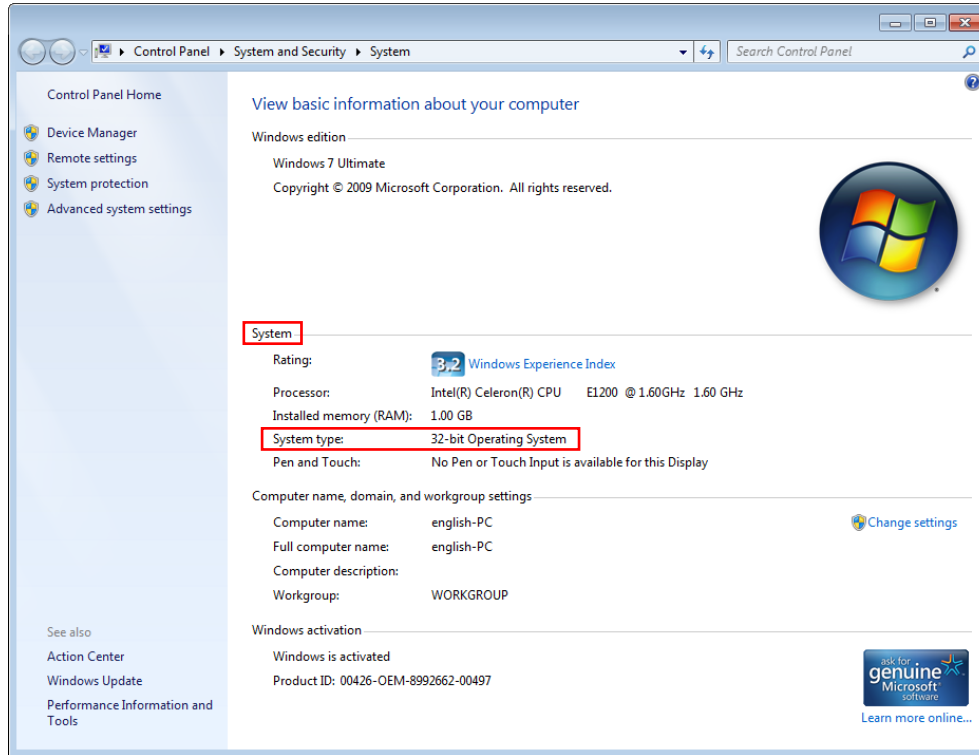 Control Panel ▸ System and Security ▸ System
Search Control Panel
Control Panel Home
Device Manager
Remote settings
System protection
Advanced system settings
See also
Action Center
Windows Update
Performance Information and
Tools
View basic information about your computer
Windows edition
Windows 7 Ultimate
Copyright © 2009 Microsoft Corporation. All rights reserved.
System
Rating: 3.2 Windows Experience Index
Processor: Intel(R) Celeron(R) CPU E1200 @ 1.60GHz 1.60 GHz
Installed memory (RAM): 1.00 GB
System type: 32-bit Operating System
Pen and Touch: No Pen or Touch Input is available for this Display
Computer name, domain, and workgroup settings
Computer name: english-PC
Change settings
Full computer name: english-PC
Computer description:
Workgroup: WORKGROUP
Windows activation
Windows is activated
Product ID: 00426-OEM-8992662-00497
ask for
genuine
Microsoft
software
Learn more online...